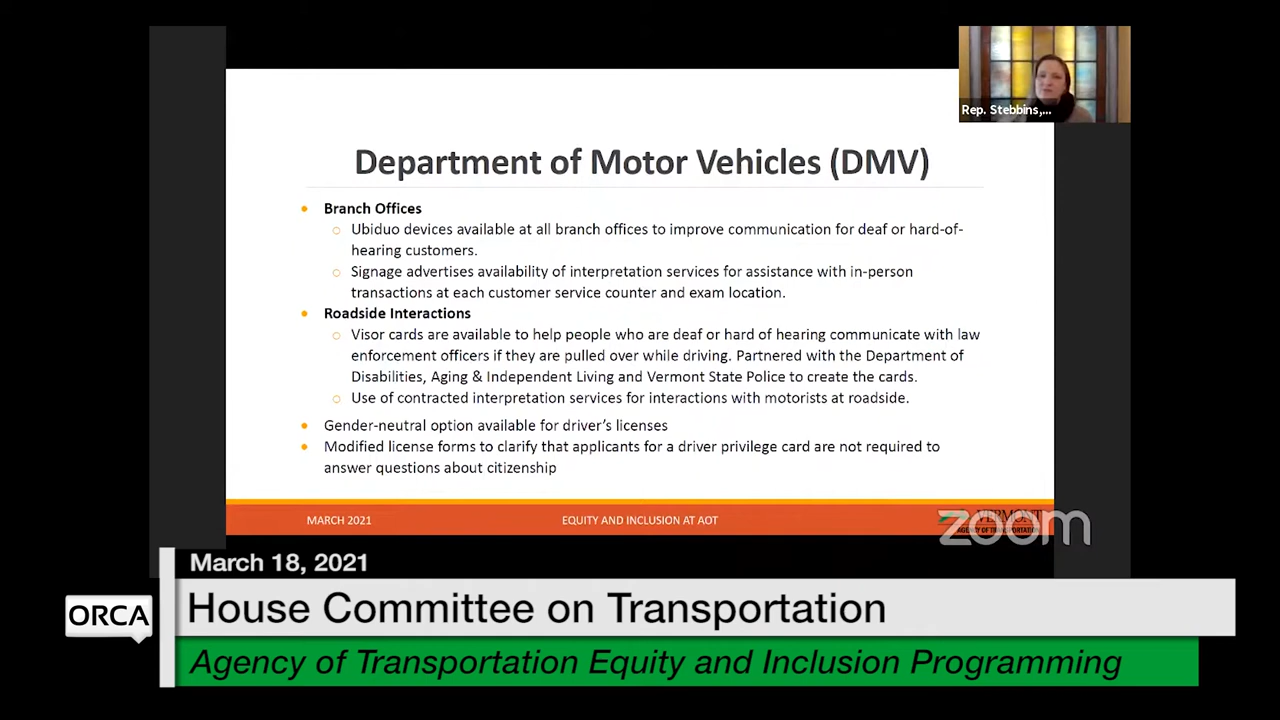 Rep. Stebbins,...
Department of Motor Vehicles (DMV)
Branch Offices
Ubiduo devices available at all branch offices to improve communication for deaf or hard-of-
hearing customers.
Signage advertises availability of interpretation services for assistance with in-person
transactions at each customer service counter and exam location.
Roadside Interactions
Visor cards are available to help people who are deaf or hard of hearing communicate with law
enforcement officers if they are pulled over while driving. Partnered with the Department of
Disabilities, Aging & Independent Living and Vermont State Police to create the cards.
Use of contracted interpretation services for interactions with motorists at roadside.
Gender-neutral option available for driver's licenses
Modified license forms to clarify that applicants for a driver privilege card are not required to
answer questions about citizenship
MARCH 2021
EQUITY AND INCLUSION AT AOT
VERMONT
AGENCY OF TRANSPORTATION
zoom
March 18, 2021
ORCA
House Committee on Transportation
Agency of Transportation Equity and Inclusion Programming